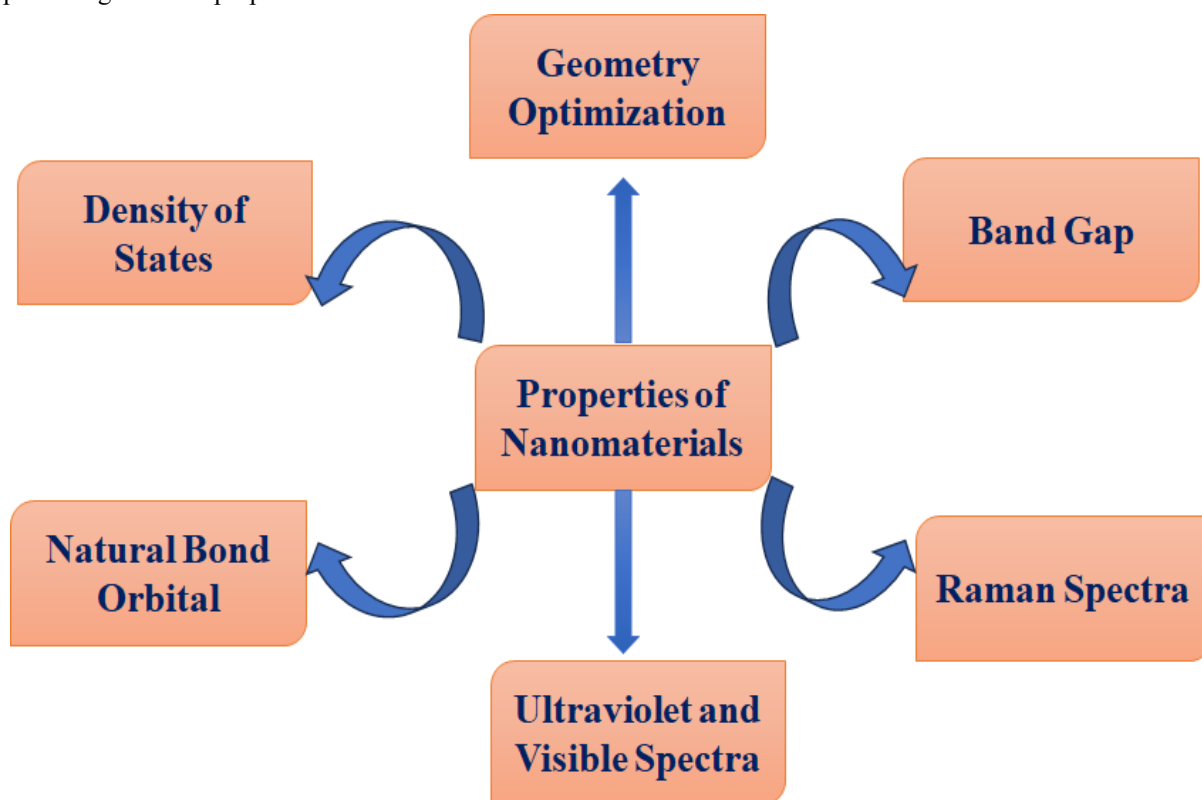 Geometry
Optimization
Density of
States
Band Gap
Properties of
Nanomaterials
Natural Bond
Orbital
Raman Spectra
Ultraviolet and
Visible Spectra